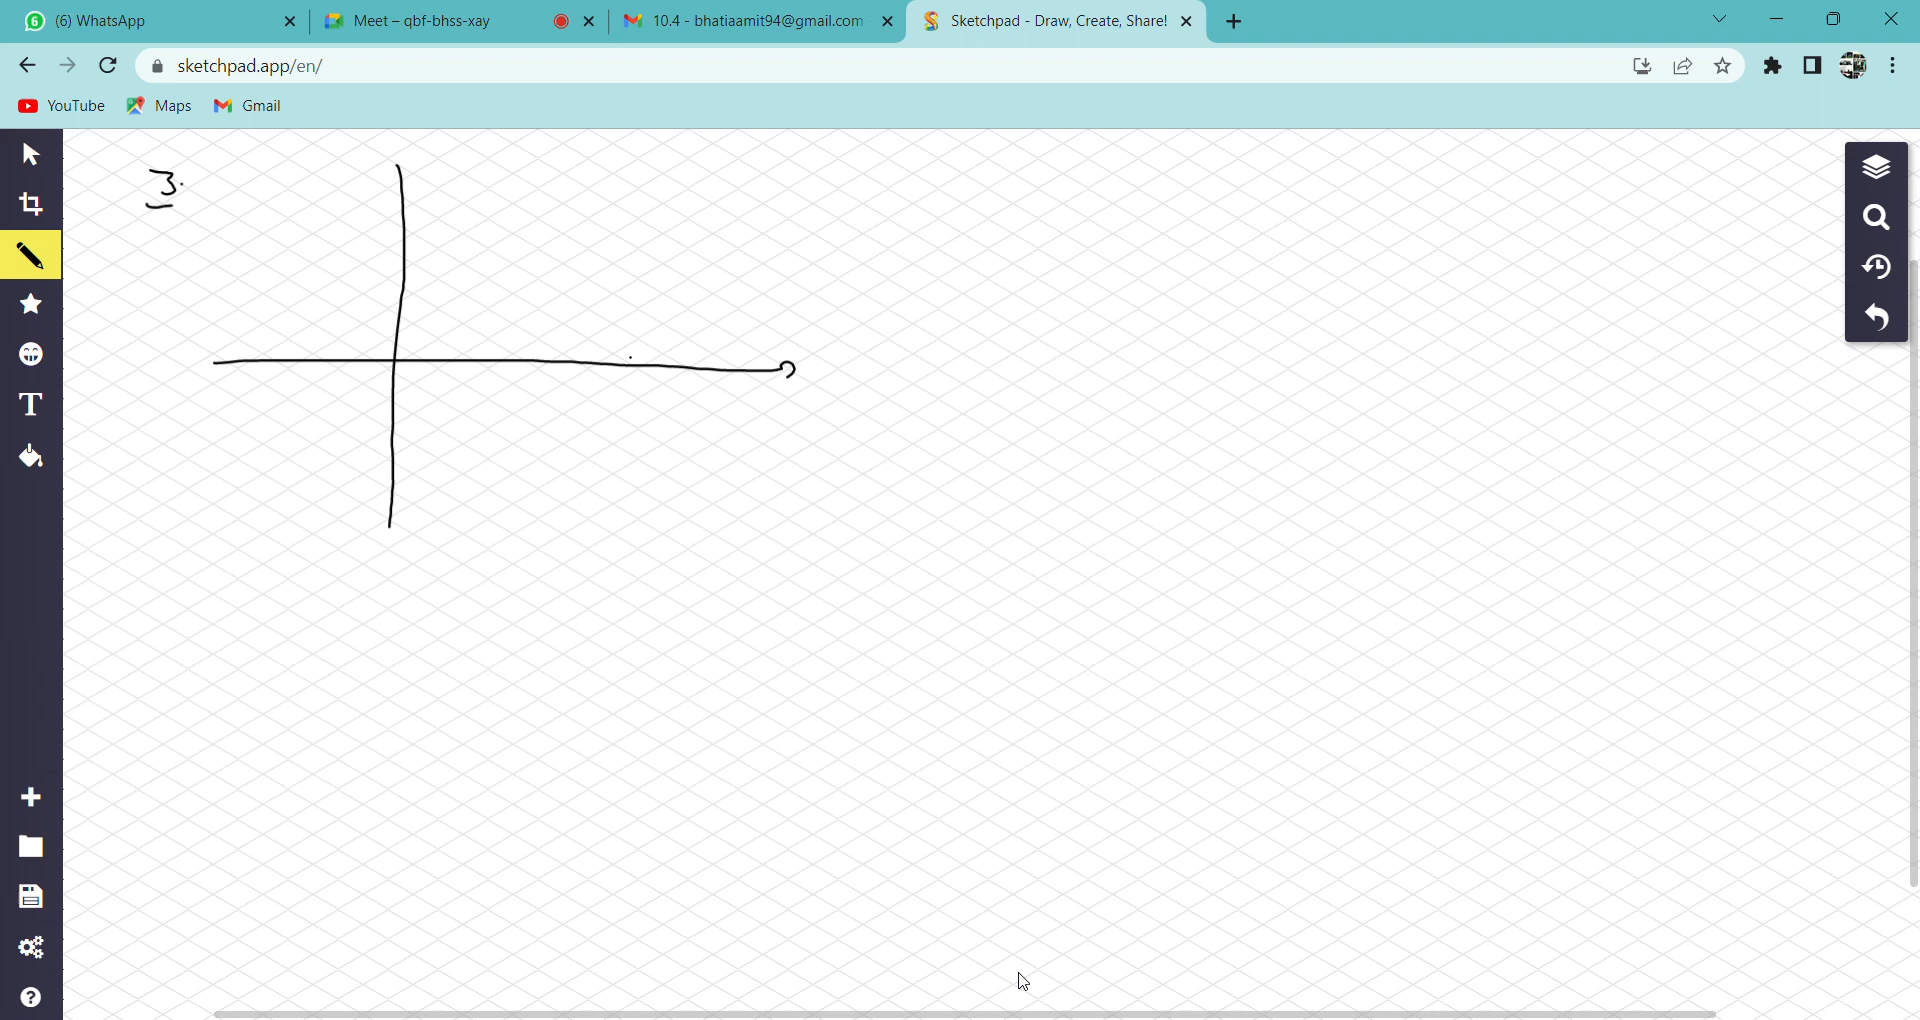 (6) WhatsApp
Meet – qbf-bhss-xay
10.4 - bhatiaamit94@gmail.com
Sketchpad - Draw, Create, Share!
sketchpad.app/en/
YouTube
Maps
Gmail
3.
T